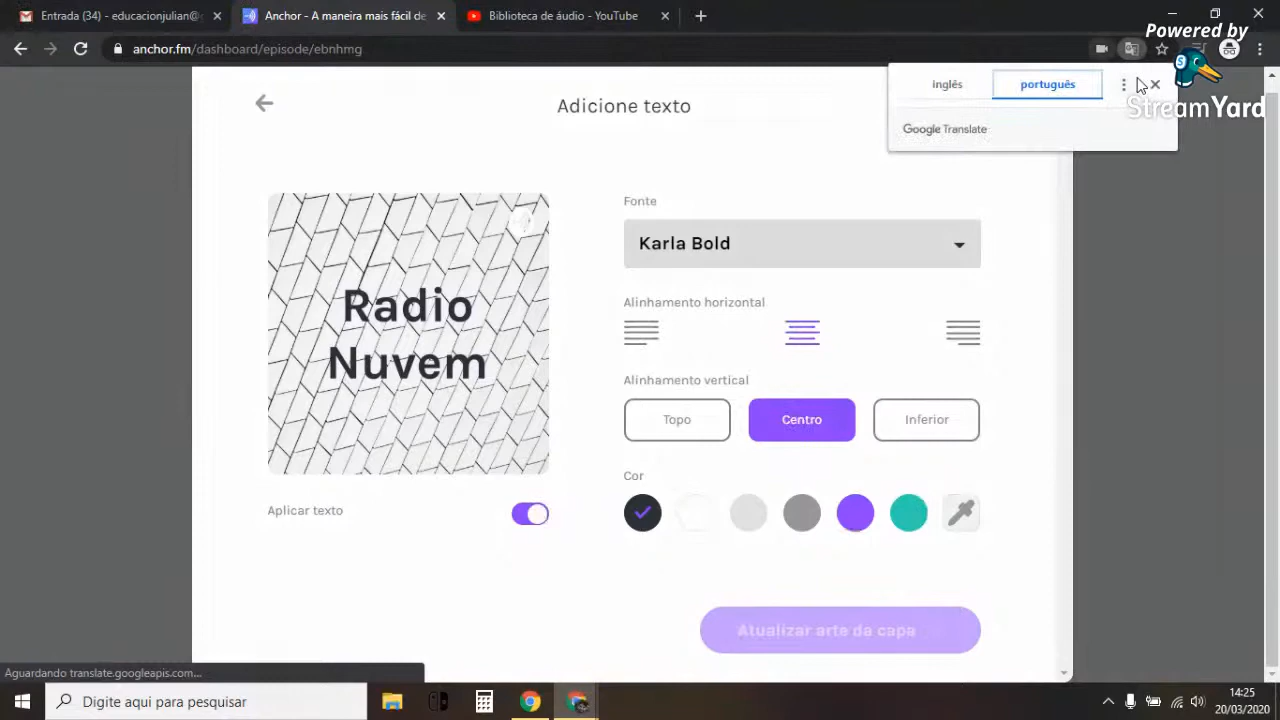 Entrada (34) - educacionjulian@
Anchor - A maneira mais fácil de
Biblioteca de áudio - YouTube
Powered by
anchor.fm/dashboard/episode/ebnhmg
inglês
português
StreamYard
Google Translate
Adicione texto
Radio
Nuvem
Aplicar texto
Fonte
Karla Bold
Alinhamento horizontal
Alinhamento vertical
Topo
Centro
Inferior
Cor
Atualizar arte da capa
Aguardando translate.googleapis.com...
Digite aqui para pesquisar
14:25
20/03/2020